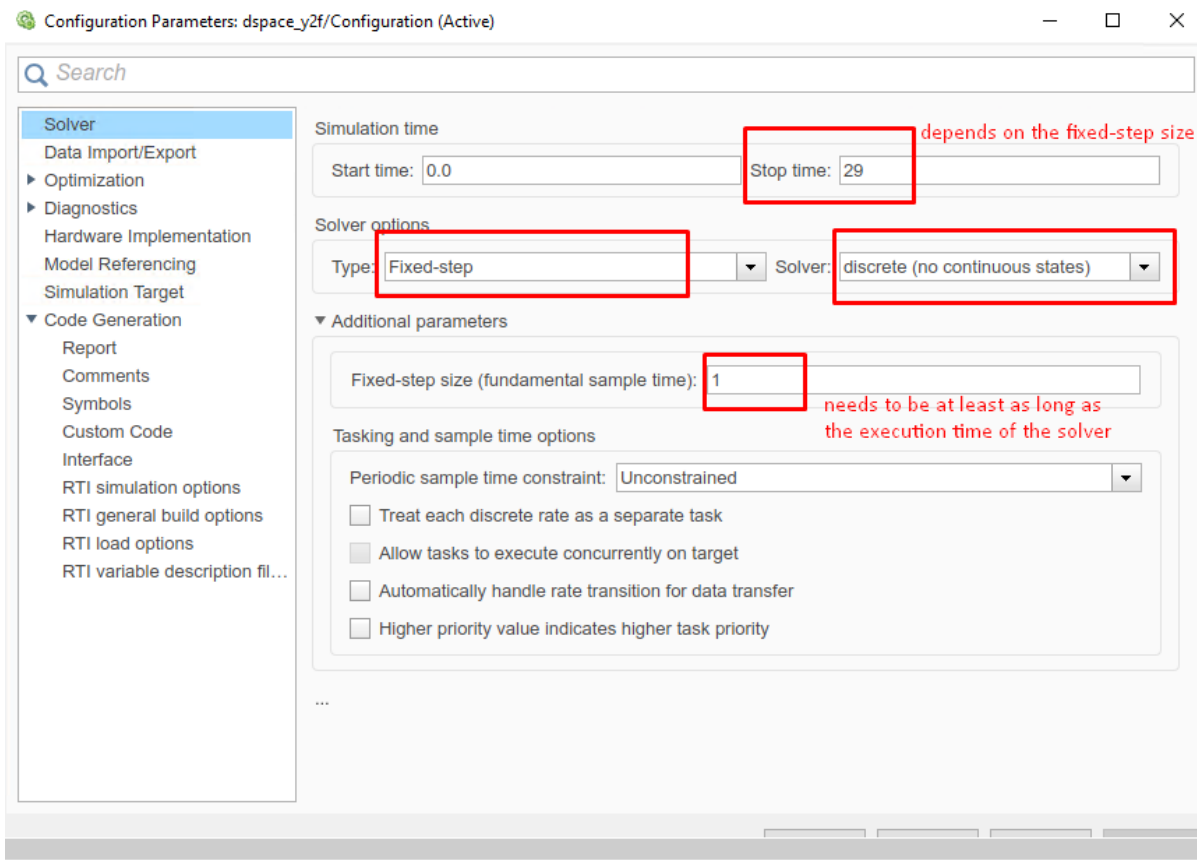 Configuration Parameters: dspace_y2f/Configuration (Active)
Search
Solver
Data Import/Export
Optimization
Diagnostics
Hardware Implementation
Model Referencing
Simulation Target
Code Generation
Report
Comments
Symbols
Custom Code
Interface
RTI simulation options
RTI general build options
RTI load options
RTI variable description fil...
Simulation time
depends on the fixed-step size
Start time: 0.0 Stop time: 29
Solver options
Type: Fixed-step Solver: discrete (no continuous states)
Additional parameters
Fixed-step size (fundamental sample time): 1
needs to be at least as long as
the execution time of the solver
Tasking and sample time options
Periodic sample time constraint: Unconstrained
Treat each discrete rate as a separate task
Allow tasks to execute concurrently on target
Automatically handle rate transition for data transfer
Higher priority value indicates higher task priority
...